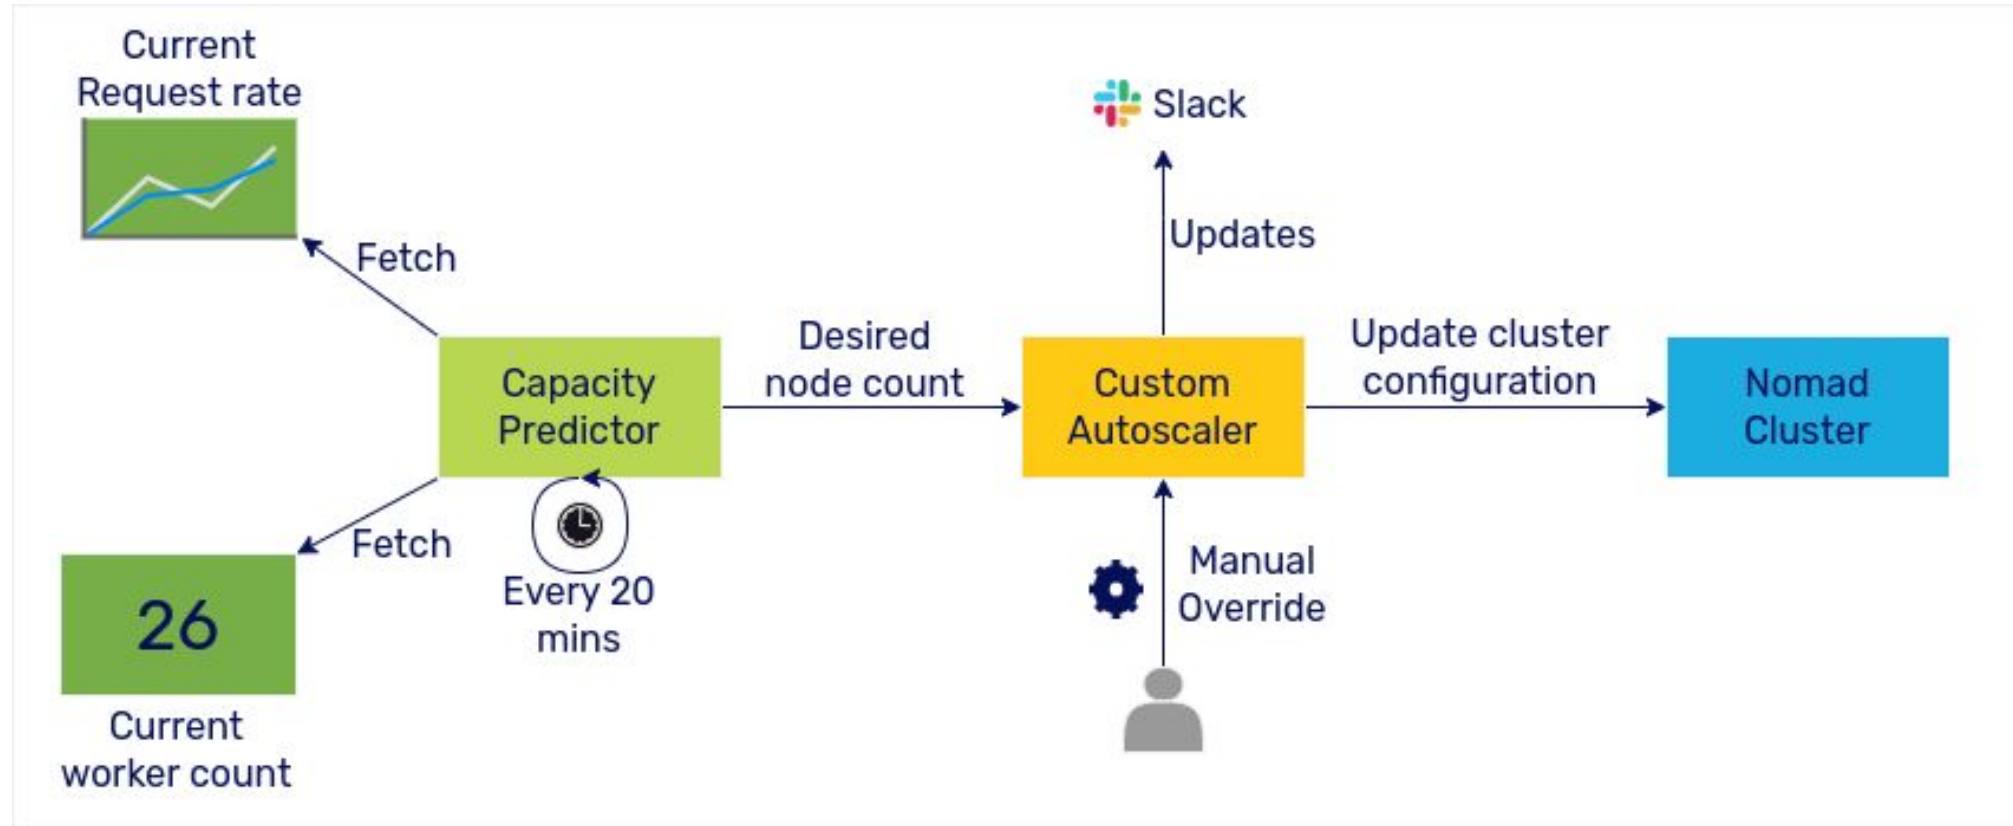 Current
Request rate
Slack
Updates
Fetch
Desired
node count
Update cluster
configuration
Capacity
Predictor
Custom
Autoscaler
Nomad
Cluster
Fetch
Every 20
mins
Manual
Override
26
Current
worker count